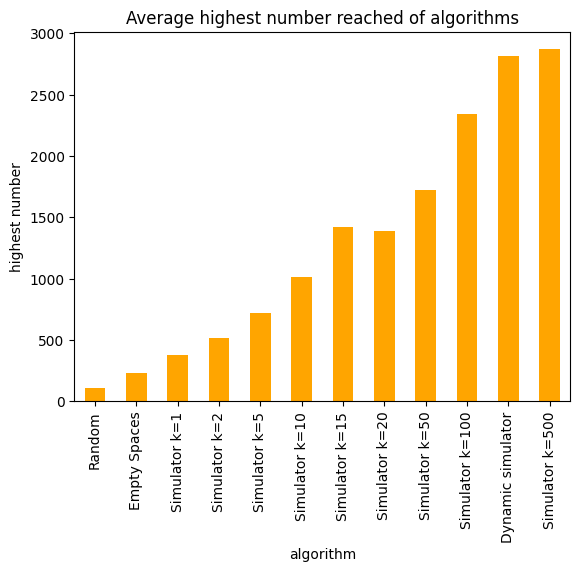 Average highest number reached of algorithms
highest number
3000
2500
2000
1500
1000
500
0
Random
Empty Spaces
Simulator k=1
Simulator k=2
Simulator k=5
Simulator k=10
Simulator k=15
Simulator k=20
Simulator k=50
Simulator k=100
Dynamic simulator
Simulator k=500
algorithm